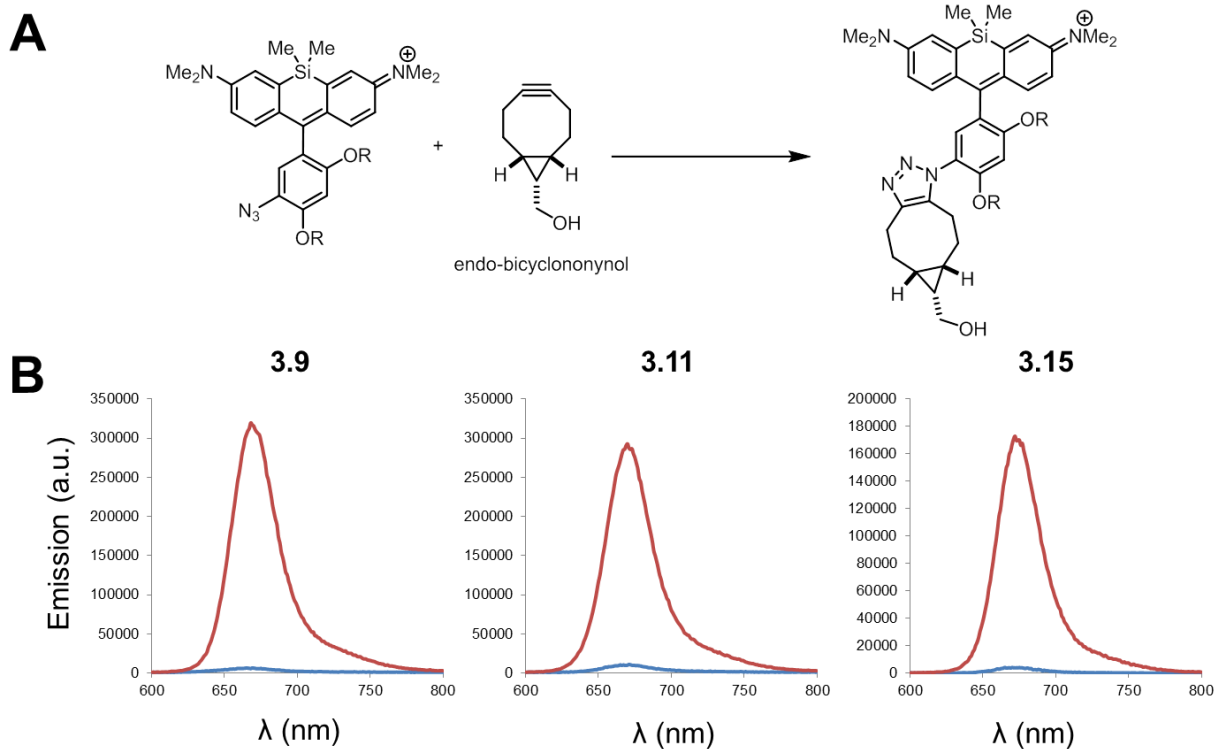 A
Me Me
Si
Me2N
NMe2
+
OR
N3
OR
+
H
H
OH
endo-bicyclononynol
Me Me
Si
Me2N
NMe2
+
OR
N
N
N
OR
H
H
OH
B
3.9
3.11
3.15
Emission (a.u.)
350000
300000
250000
200000
150000
100000
50000
0
600 650 700 750 800
λ (nm)
350000
300000
250000
200000
150000
100000
50000
0
600 650 700 750 800
λ (nm)
200000
180000
160000
140000
120000
100000
80000
60000
40000
20000
0
600 650 700 750 800
λ (nm)